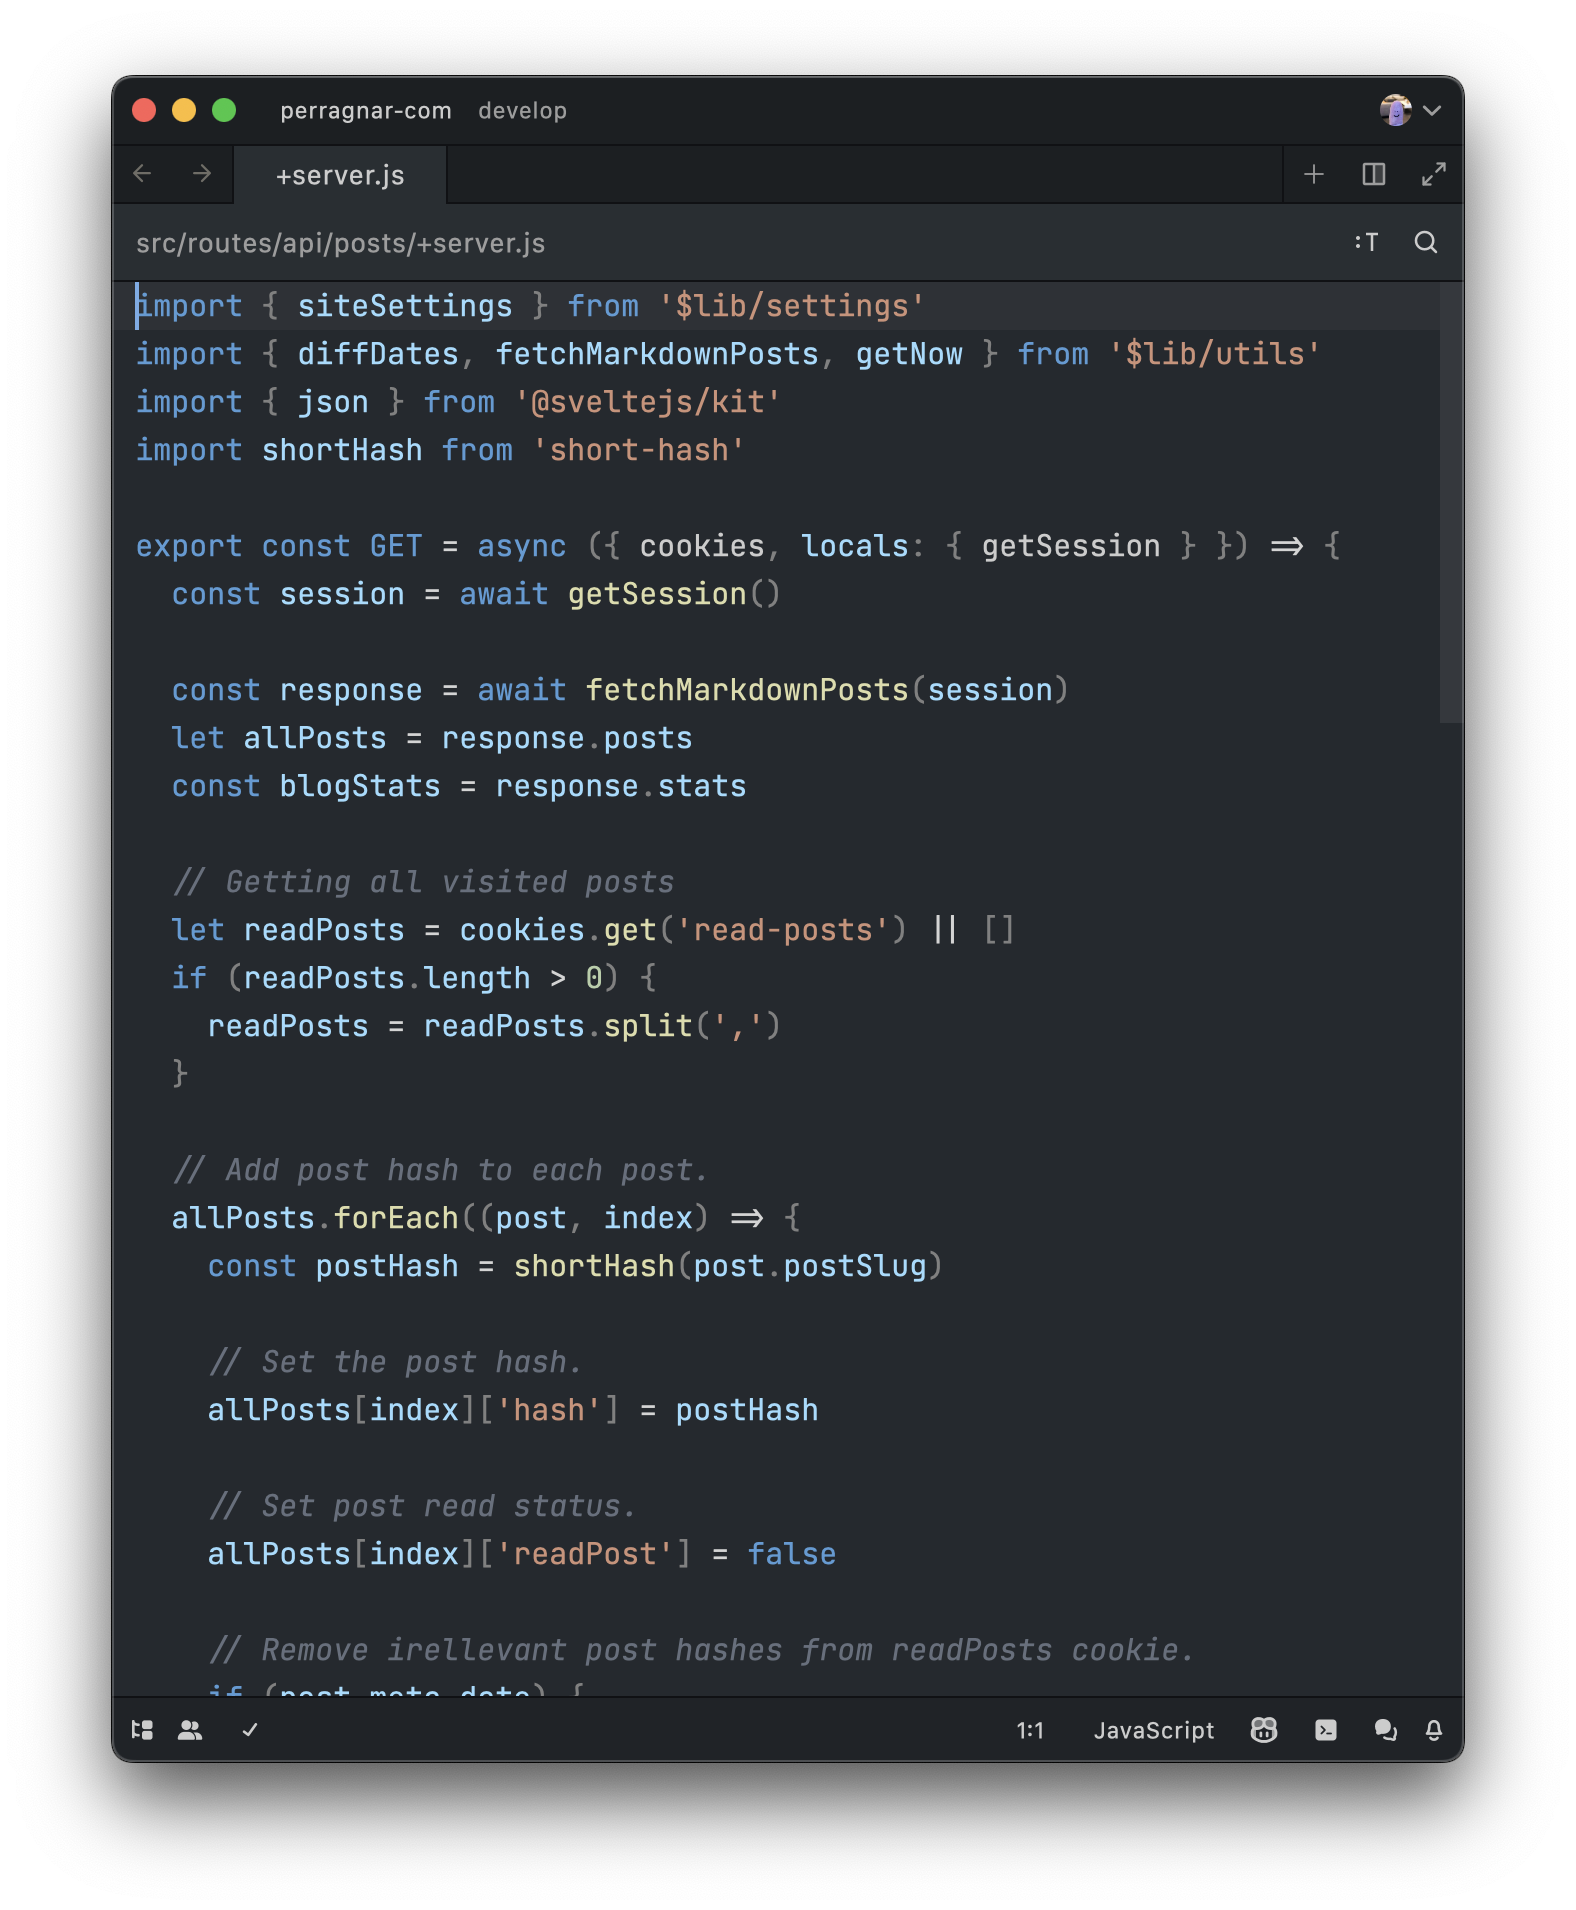 perragnar-com develop
+server.js
src/routes/api/posts/+server.js :T
import { siteSettings } from '$lib/settings'
import { diffDates, fetchMarkdownPosts, getNow } from '$lib/utils'
import { json } from '@sveltejs/kit'
import shortHash from 'short-hash'
export const GET = async ({ cookies, locals: { getSession } }) => {
const session = await getSession()
const response = await fetchMarkdownPosts(session)
let allPosts = response.posts
const blogStats = response.stats
// Getting all visited posts
let readPosts = cookies.get('read-posts') || []
if (readPosts.length > 0) {
readPosts = readPosts.split(',')
}
// Add post hash to each post.
allPosts.forEach((post, index) => {
const postHash = shortHash(post.postSlug)
// Set the post hash.
allPosts[index]['hash'] = postHash
// Set post read status.
allPosts[index]['readPost'] = false
// Remove irellevant post hashes from readPosts cookie.
if (post.meta.date) {
1:1 JavaScript